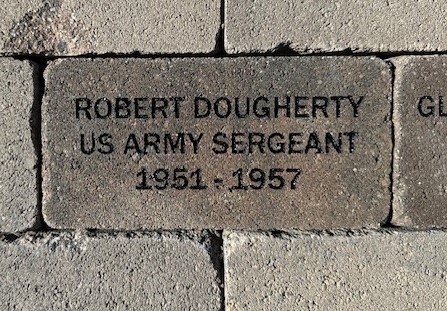 ROBERT DOUGHERTY
US ARMY SERGEANT
1951 - 1957